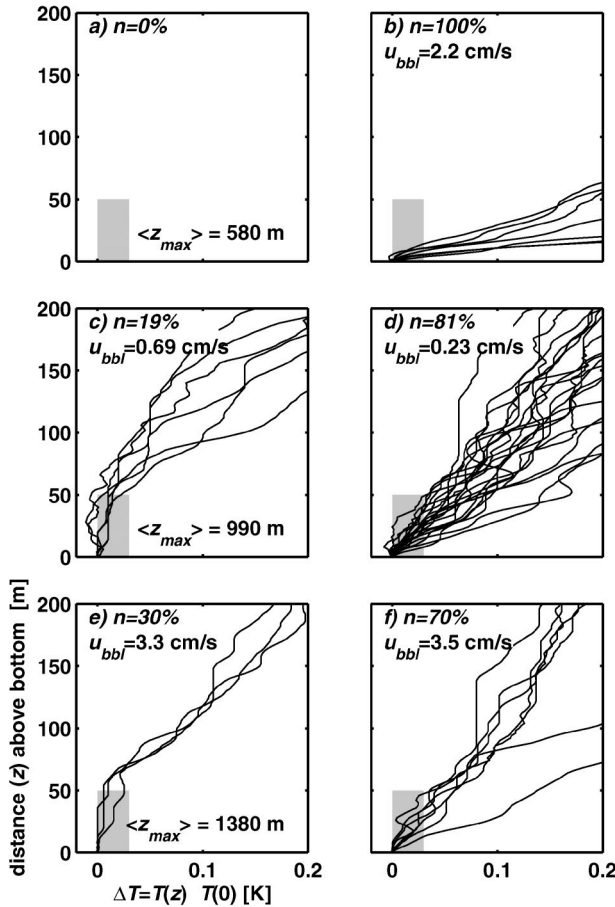 200
a) n=0%
b) n=100%
u_bbl=2.2 cm/s
150
100
50
<z_max> = 580 m
0
200
c) n=19%
d) n=81%
u_bbl=0.69 cm/s
u_bbl=0.23 cm/s
150
100
50
<z_max> = 990 m
0
200
e) n=30%
f) n=70%
u_bbl=3.3 cm/s
u_bbl=3.5 cm/s
150
100
50
<z_max> = 1380 m
0
0 0.1 0.2
0 0.1 0.2
distance (z) above bottom [m]
ΔT=T(z) T(0) [K]